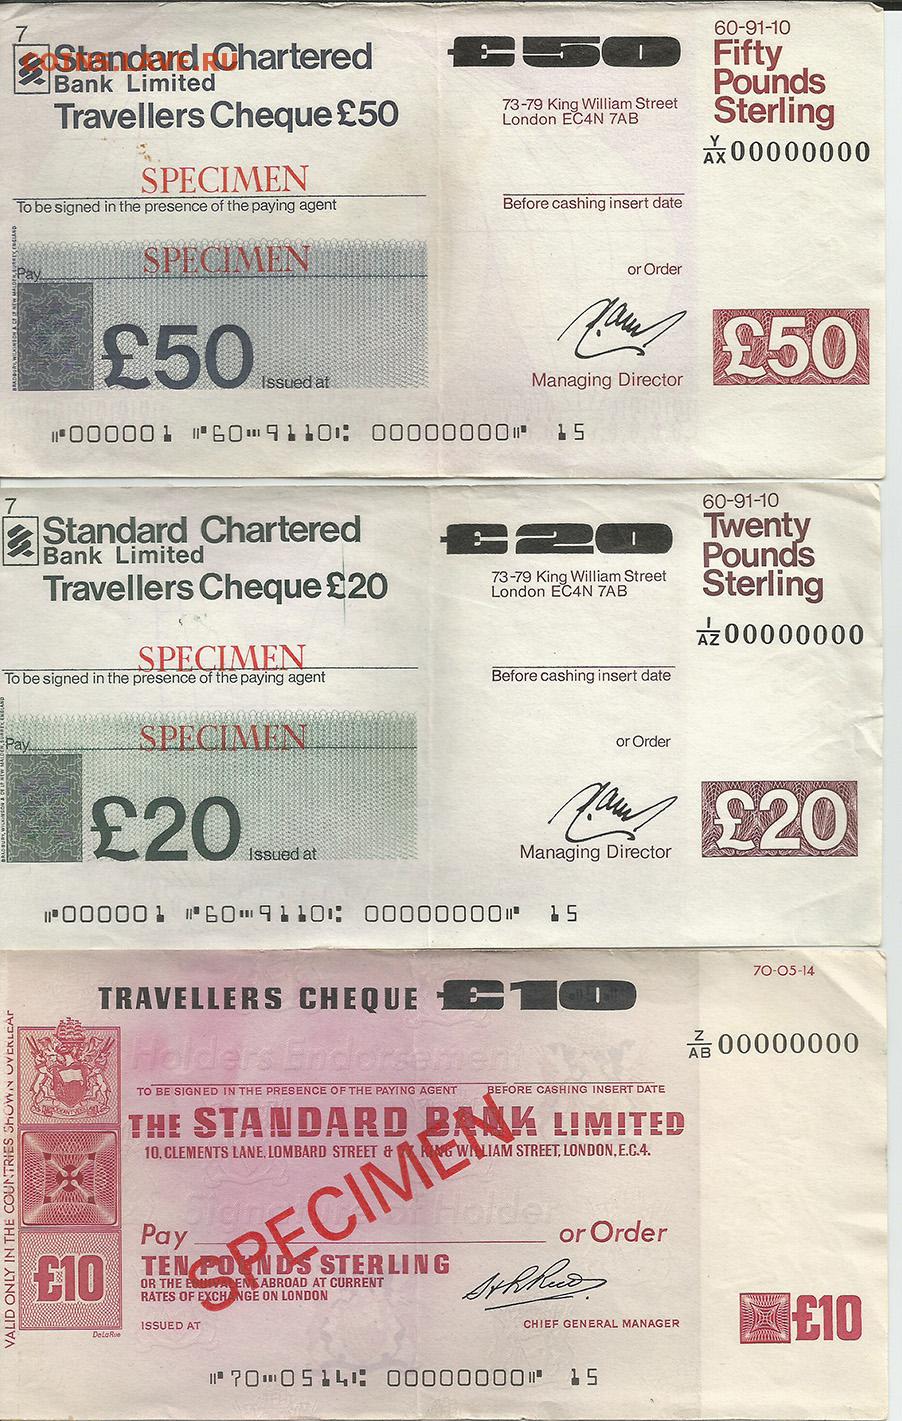 7
COINS.LAVE.RU
Standard Chartered
Bank Limited
Travellers Cheque £50
£50
73-79 King William Street
London EC4N 7AB
60-91-10
Fifty
Pounds
Sterling
Y/AX 00000000
SPECIMEN
To be signed in the presence of the paying agent
Before cashing insert date
SPECIMEN
Pay
or Order
£50
Issued at
Managing Director
£50
⑈000001 ⑈60⑉9110⑆ 00000000⑈ 15
7
Standard Chartered
Bank Limited
Travellers Cheque £20
£20
73-79 King William Street
London EC4N 7AB
60-91-10
Twenty
Pounds
Sterling
I/AZ 00000000
SPECIMEN
To be signed in the presence of the paying agent
Before cashing insert date
SPECIMEN
Pay
or Order
£20
Issued at
Managing Director
£20
⑈000001 ⑈60⑉9110⑆ 00000000⑈ 15
70-05-14
TRAVELLERS CHEQUE £10
Z/AB 00000000
VALID ONLY IN THE COUNTRIES SHOWN OVERLEAF
Holder's Endorsement
TO BE SIGNED IN THE PRESENCE OF THE PAYING AGENT BEFORE CASHING INSERT DATE
THE STANDARD BANK LIMITED
10, CLEMENTS LANE, LOMBARD STREET & 77, KING WILLIAM STREET, LONDON, E.C.4.
SPECIMEN
Signature of Holder
Pay or Order
TEN POUNDS STERLING
OR THE EQUIVALENT ABROAD AT CURRENT
RATES OF EXCHANGE ON LONDON
£10
ISSUED AT
CHIEF GENERAL MANAGER
£10
DeLaRue
⑈70⑉0514⑆ 00000000⑈ 15